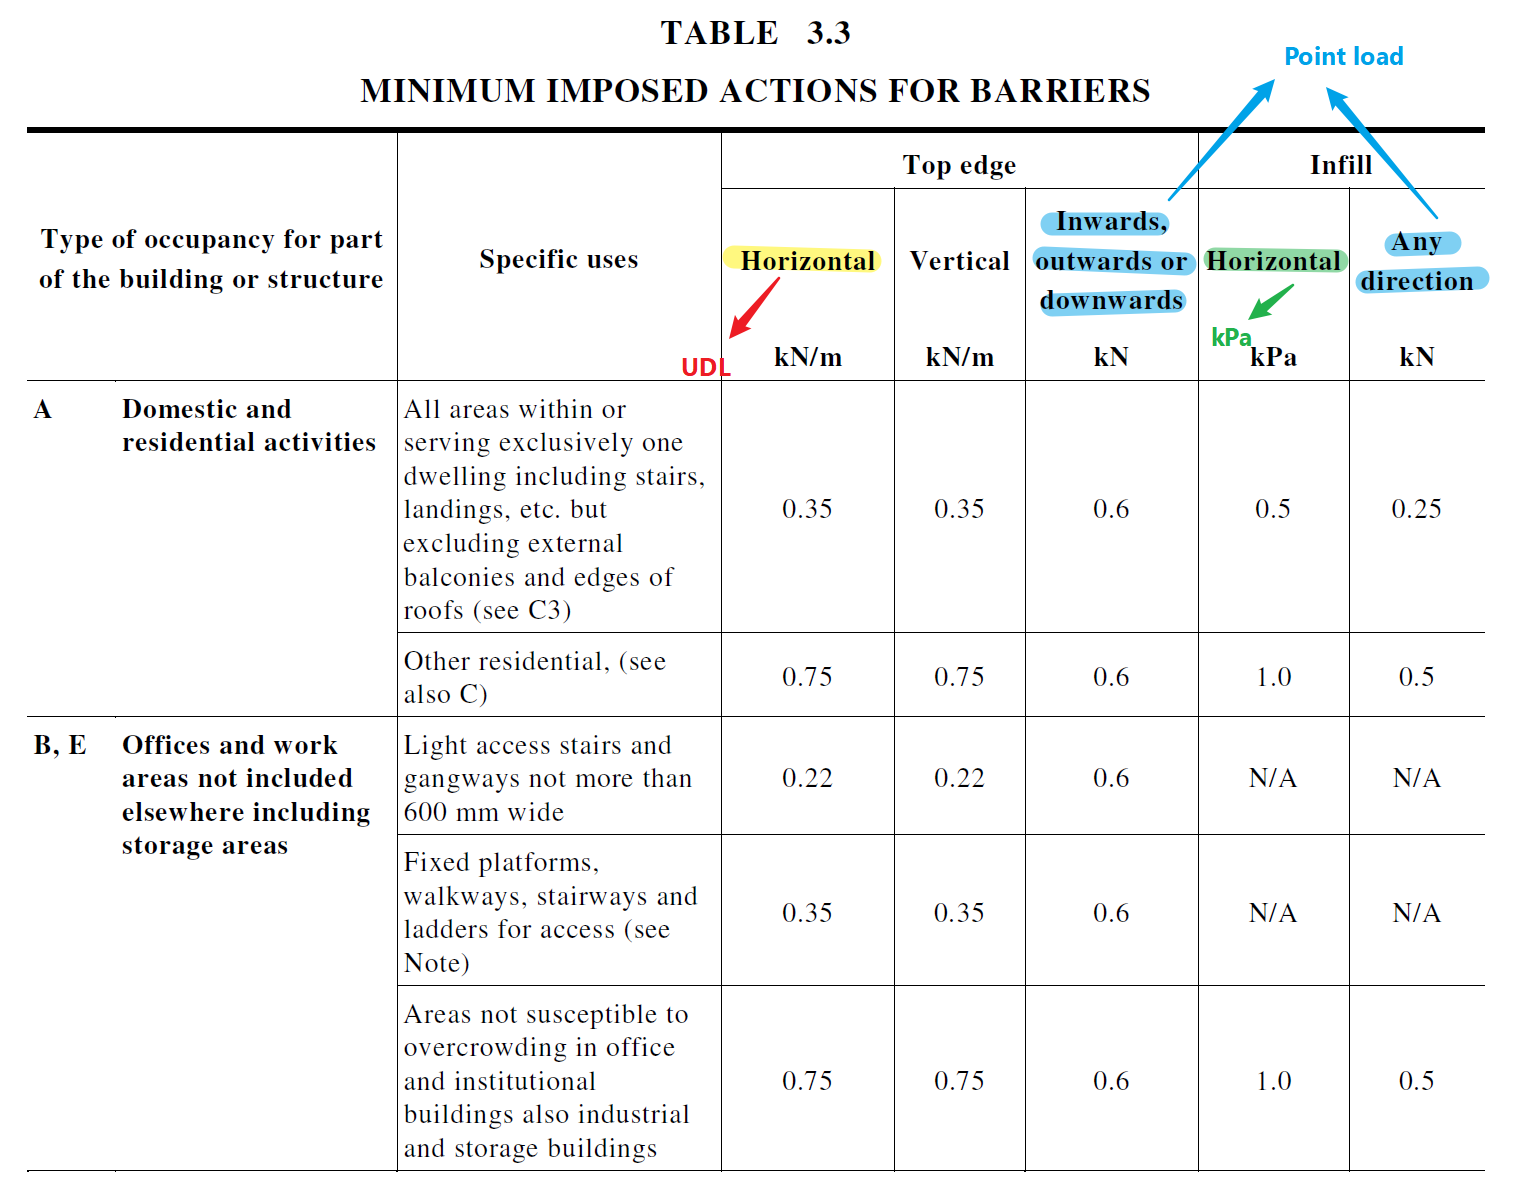 TABLE 3.3
Point load
MINIMUM IMPOSED ACTIONS FOR BARRIERS
Type of occupancy for part
of the building or structure
Specific uses
Top edge
Infill
Horizontal
Vertical
Inwards,
outwards or
downwards
Horizontal
Any
direction
UDL
kPa
kN/m
kN/m
kN
kPa
kN
A
Domestic and
residential activities
All areas within or
serving exclusively one
dwelling including stairs,
landings, etc. but
excluding external
balconies and edges of
roofs (see C3)
0.35
0.35
0.6
0.5
0.25
Other residential, (see
also C)
0.75
0.75
0.6
1.0
0.5
B, E
Offices and work
areas not included
elsewhere including
storage areas
Light access stairs and
gangways not more than
600 mm wide
0.22
0.22
0.6
N/A
N/A
Fixed platforms,
walkways, stairways and
ladders for access (see
Note)
0.35
0.35
0.6
N/A
N/A
Areas not susceptible to
overcrowding in office
and institutional
buildings also industrial
and storage buildings
0.75
0.75
0.6
1.0
0.5